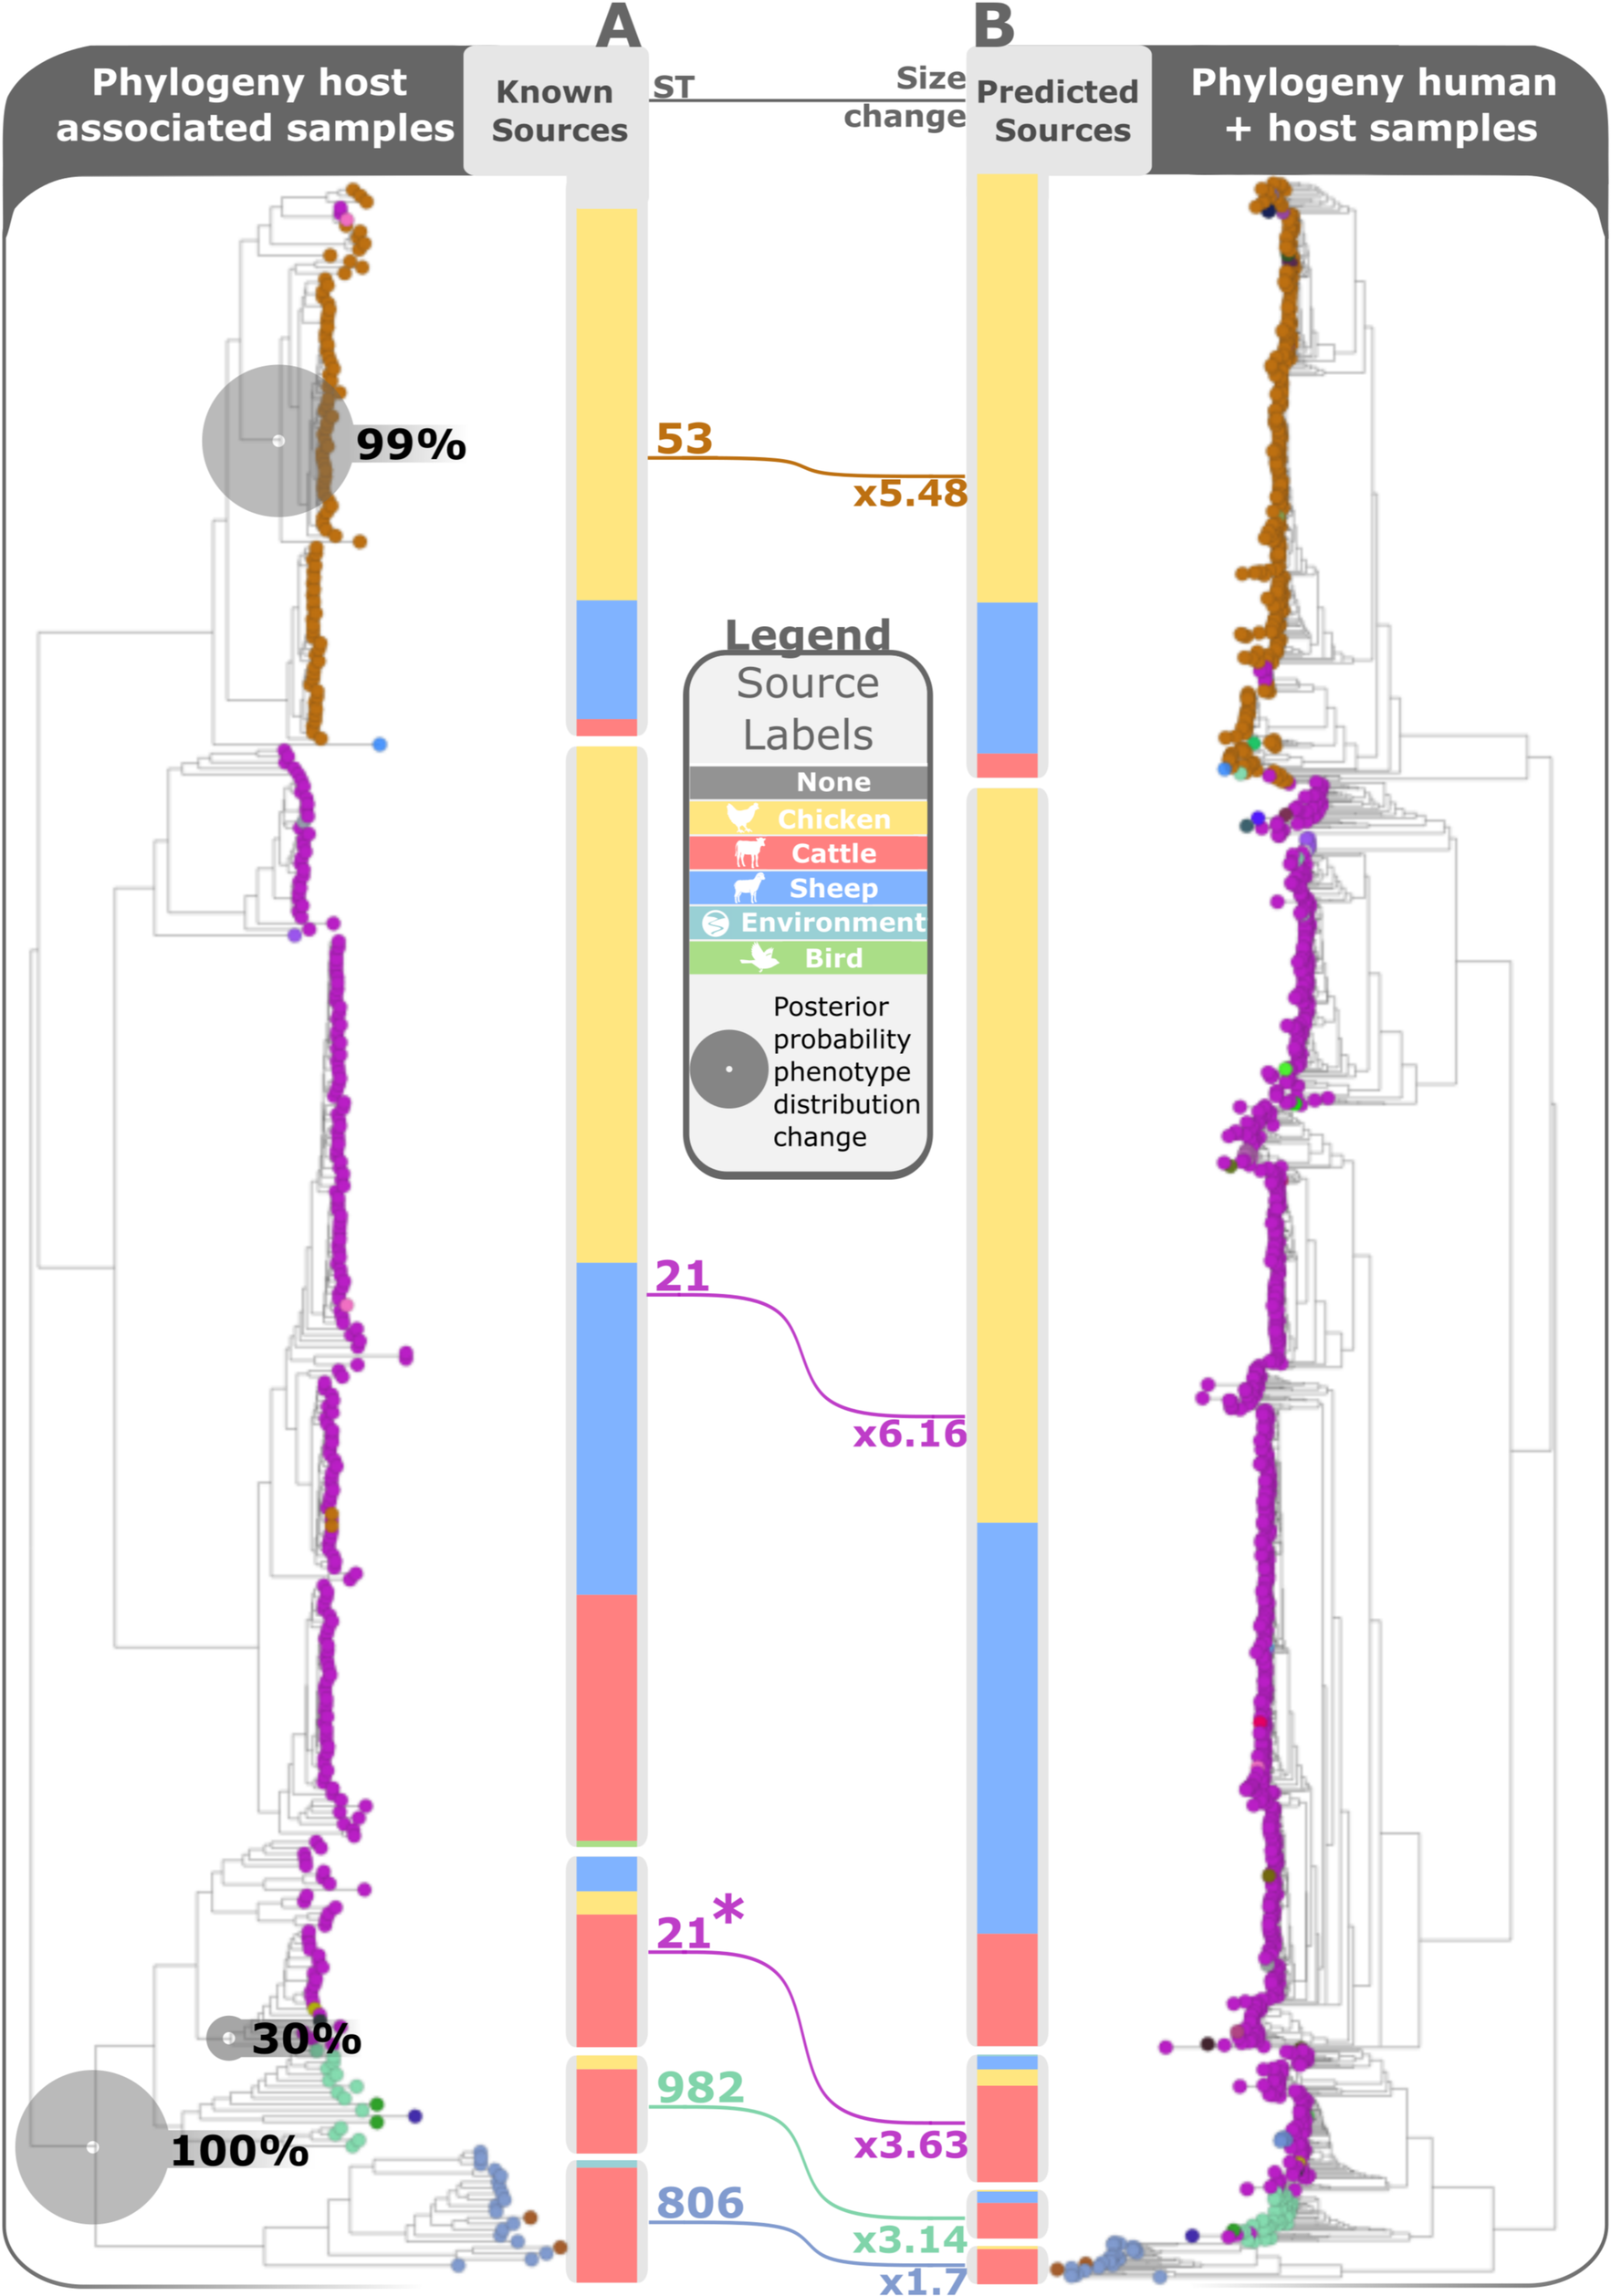 A
B
Phylogeny host
associated samples
Known
Sources
ST
Size
change
Predicted
Sources
Phylogeny human
+ host samples
99%
53
x5.48
Legend
Source
Labels
None
Chicken
Cattle
Sheep
Environment
Bird
Posterior
probability
phenotype
distribution
change
21
x6.16
21*
30%
982
x3.63
100%
806
x3.14
x1.7